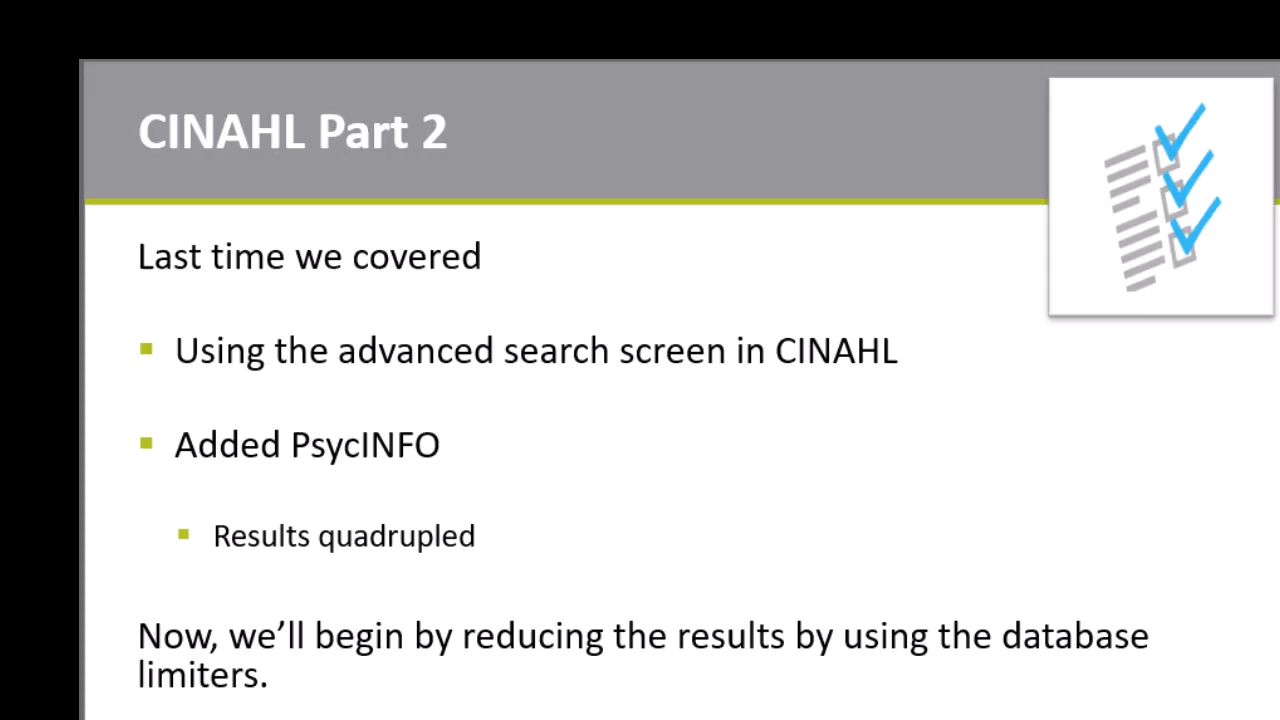 CINAHL Part 2
Last time we covered
Using the advanced search screen in CINAHL
Added PsycINFO
Results quadrupled
Now, we’ll begin by reducing the results by using the database
limiters.